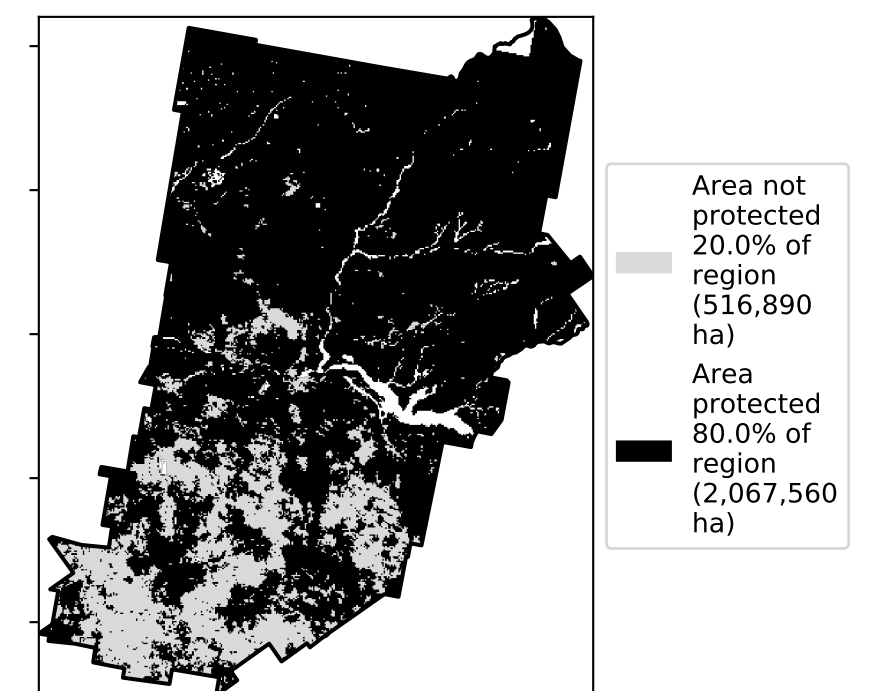 Area not
protected
20.0% of
region
(516,890
ha)
Area
protected
80.0% of
region
(2,067,560
ha)